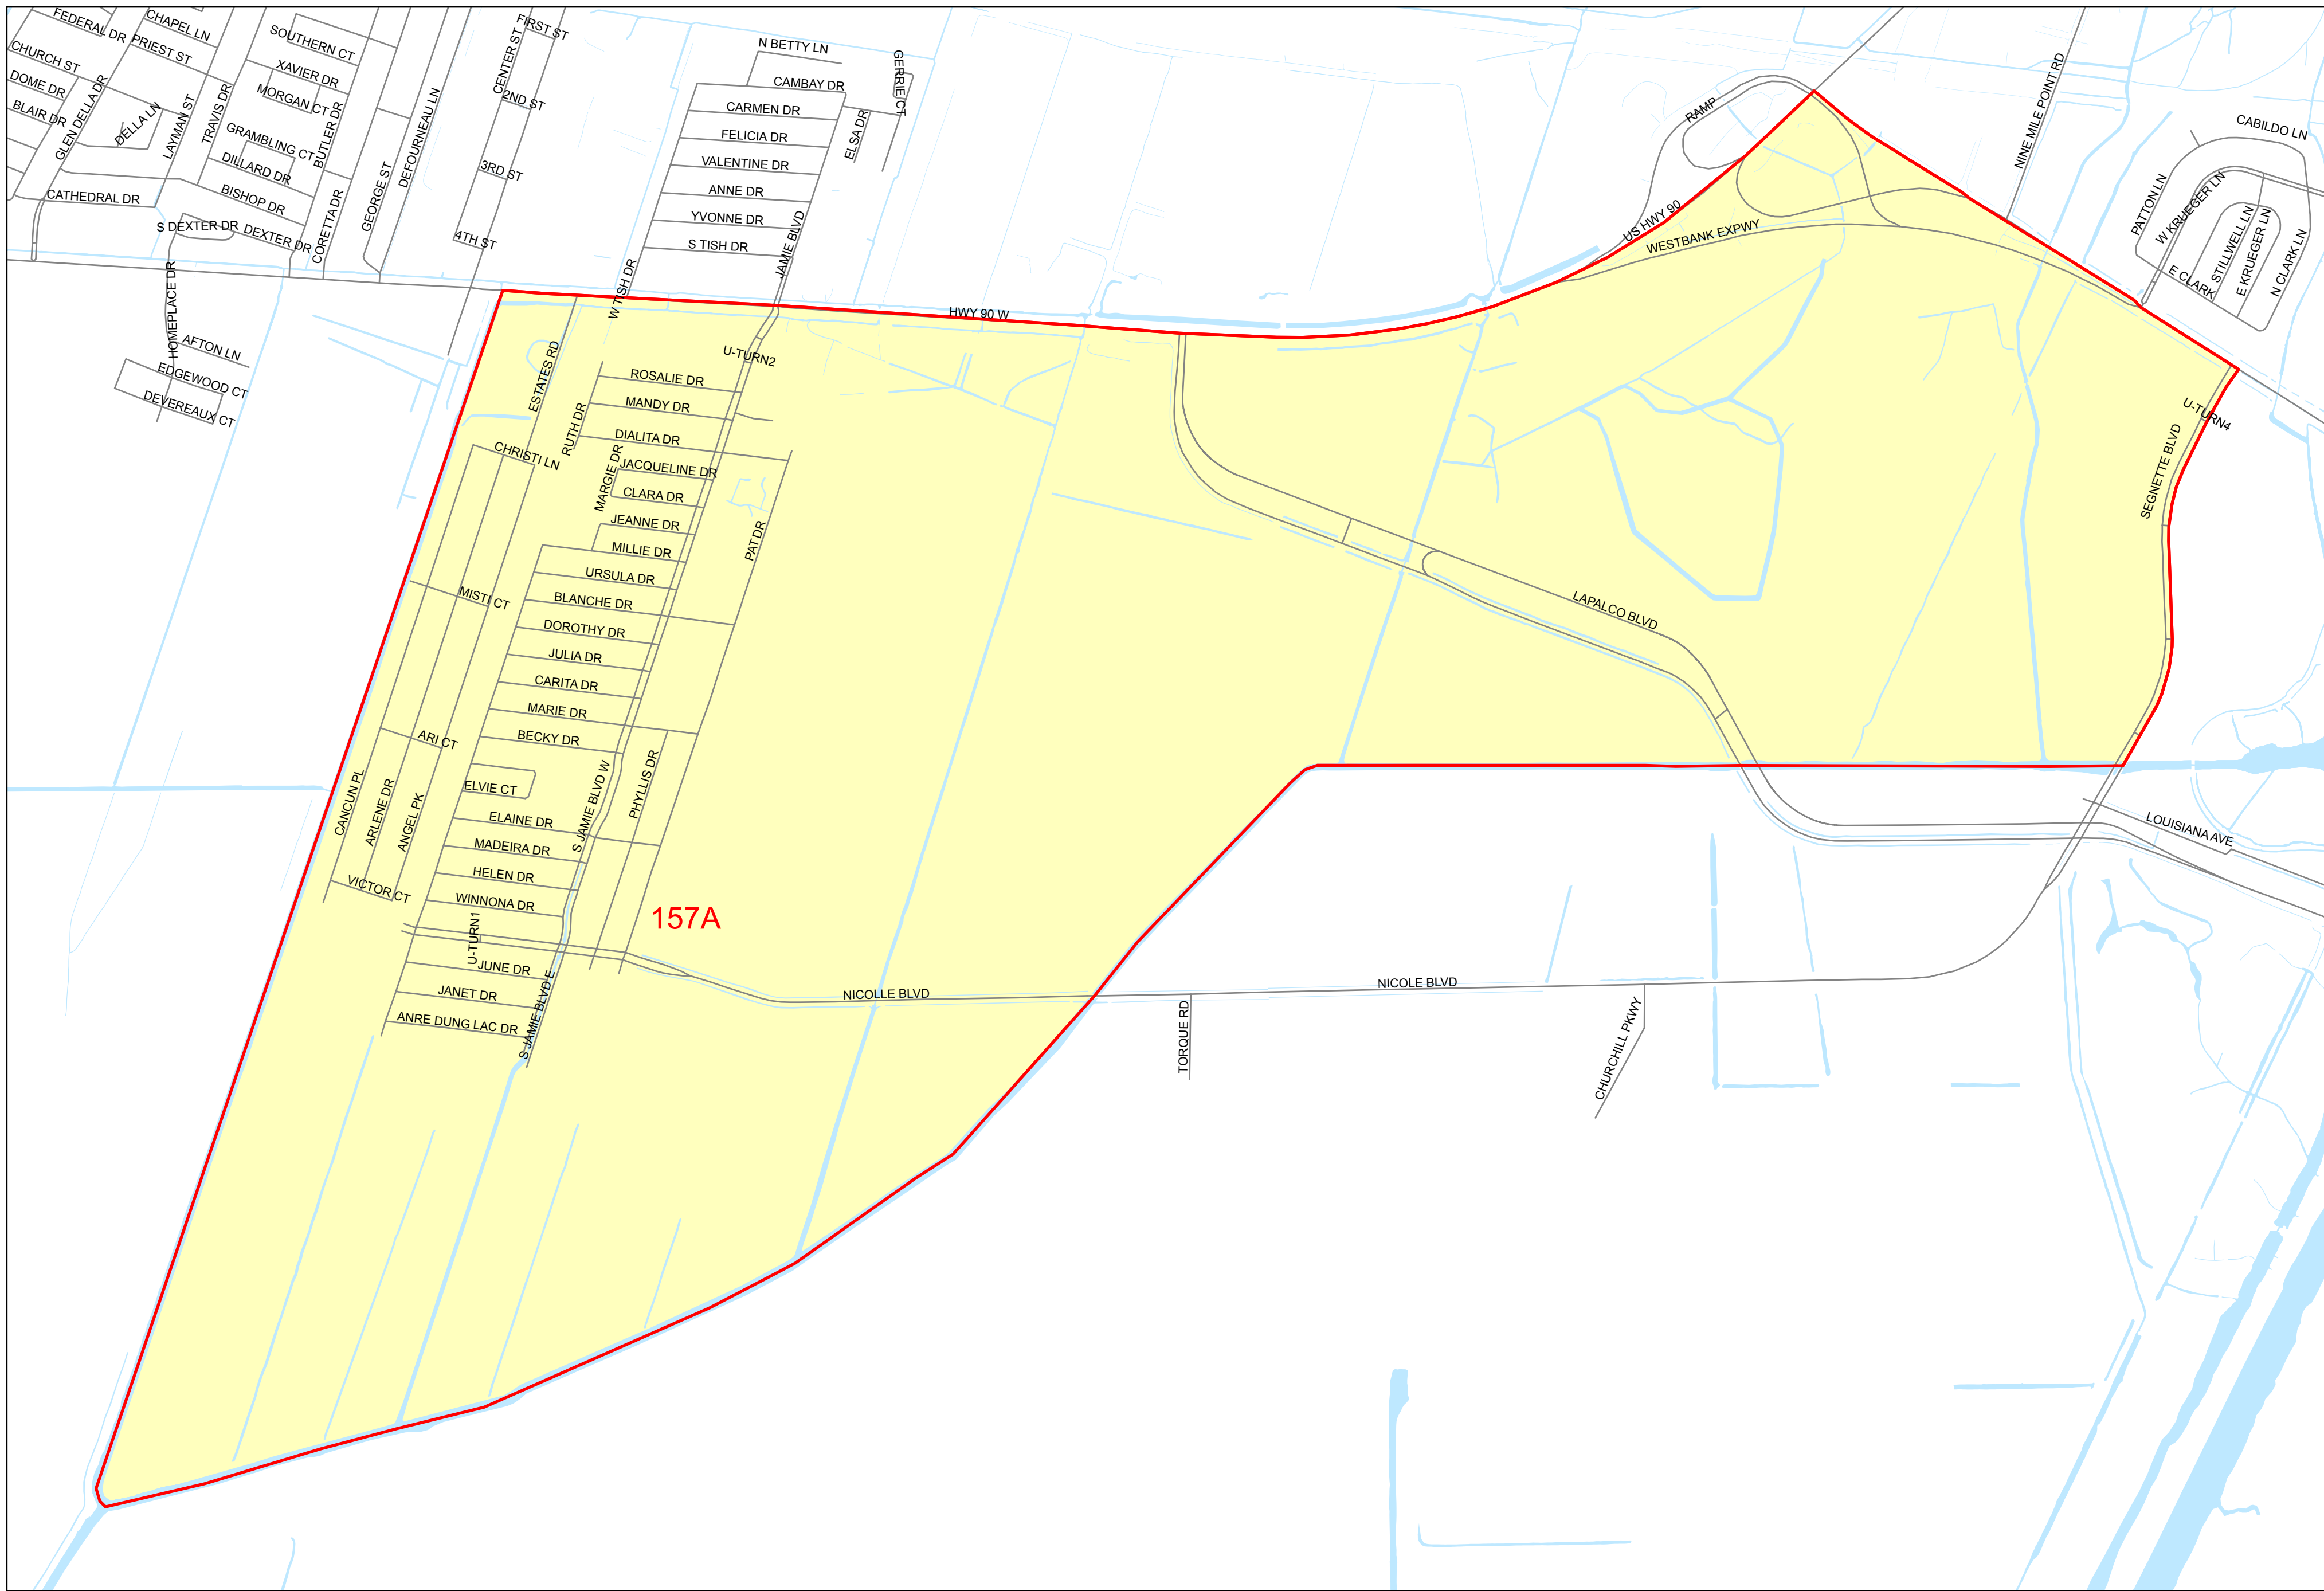 FEDERAL DR
CHAPEL LN
PRIEST ST
CHURCH ST
DOME DR
BLAIR DR
GLEN DELLA DR
DELLA LN
LAYMAN ST
TRAVIS DR
SOUTHERN CT
XAVIER DR
MORGAN CT
GRAMBLING CT
BUTLER DR
DILLARD DR
BISHOP DR
CATHEDRAL DR
S DEXTER DR
DEXTER DR
CORETTA DR
GEORGE ST
DEFOURNEAU LN
CENTER ST
FIRST ST
2ND ST
3RD ST
4TH ST
HOMEPLACE DR
AFTON LN
EDGEWOOD CT
DEVEREAUX CT
N BETTY LN
CAMBAY DR
GERRIE CT
CARMEN DR
ELSA DR
FELICIA DR
VALENTINE DR
ANNE DR
YVONNE DR
S TISH DR
JAMIE BLVD
W TISH DR
HWY 90 W
RAMP
US HWY 90
WESTBANK EXPWY
NINE MILE POINT RD
CABILDO LN
PATTON LN
W KRUEGER LN
STILLWELL LN
E KRUEGER LN
E CLARK
N CLARK LN
U-TURN4
SEGNETTE BLVD
U-TURN2
ESTATES RD
RUTH DR
ROSALIE DR
MANDY DR
DIALITA DR
MARGIE DR
JACQUELINE DR
CLARA DR
JEANNE DR
MILLIE DR
PAT DR
CHRISTI LN
URSULA DR
MISTI CT
BLANCHE DR
DOROTHY DR
JULIA DR
CARITA DR
MARIE DR
BECKY DR
ARI CT
CANCUN PL
ARLENE DR
ANGEL PK
ELVIE CT
S JAMIE BLVD W
PHYLLIS DR
ELAINE DR
MADEIRA DR
HELEN DR
VICTOR CT
WINNONA DR
U-TURN1
157A
JUNE DR
JANET DR
ANRE DUNG LAC DR
S JAMIE BLVD E
LAPALCO BLVD
LOUISIANA AVE
NICOLLE BLVD
NICOLE BLVD
TORQUE RD
CHURCHILL PKWY